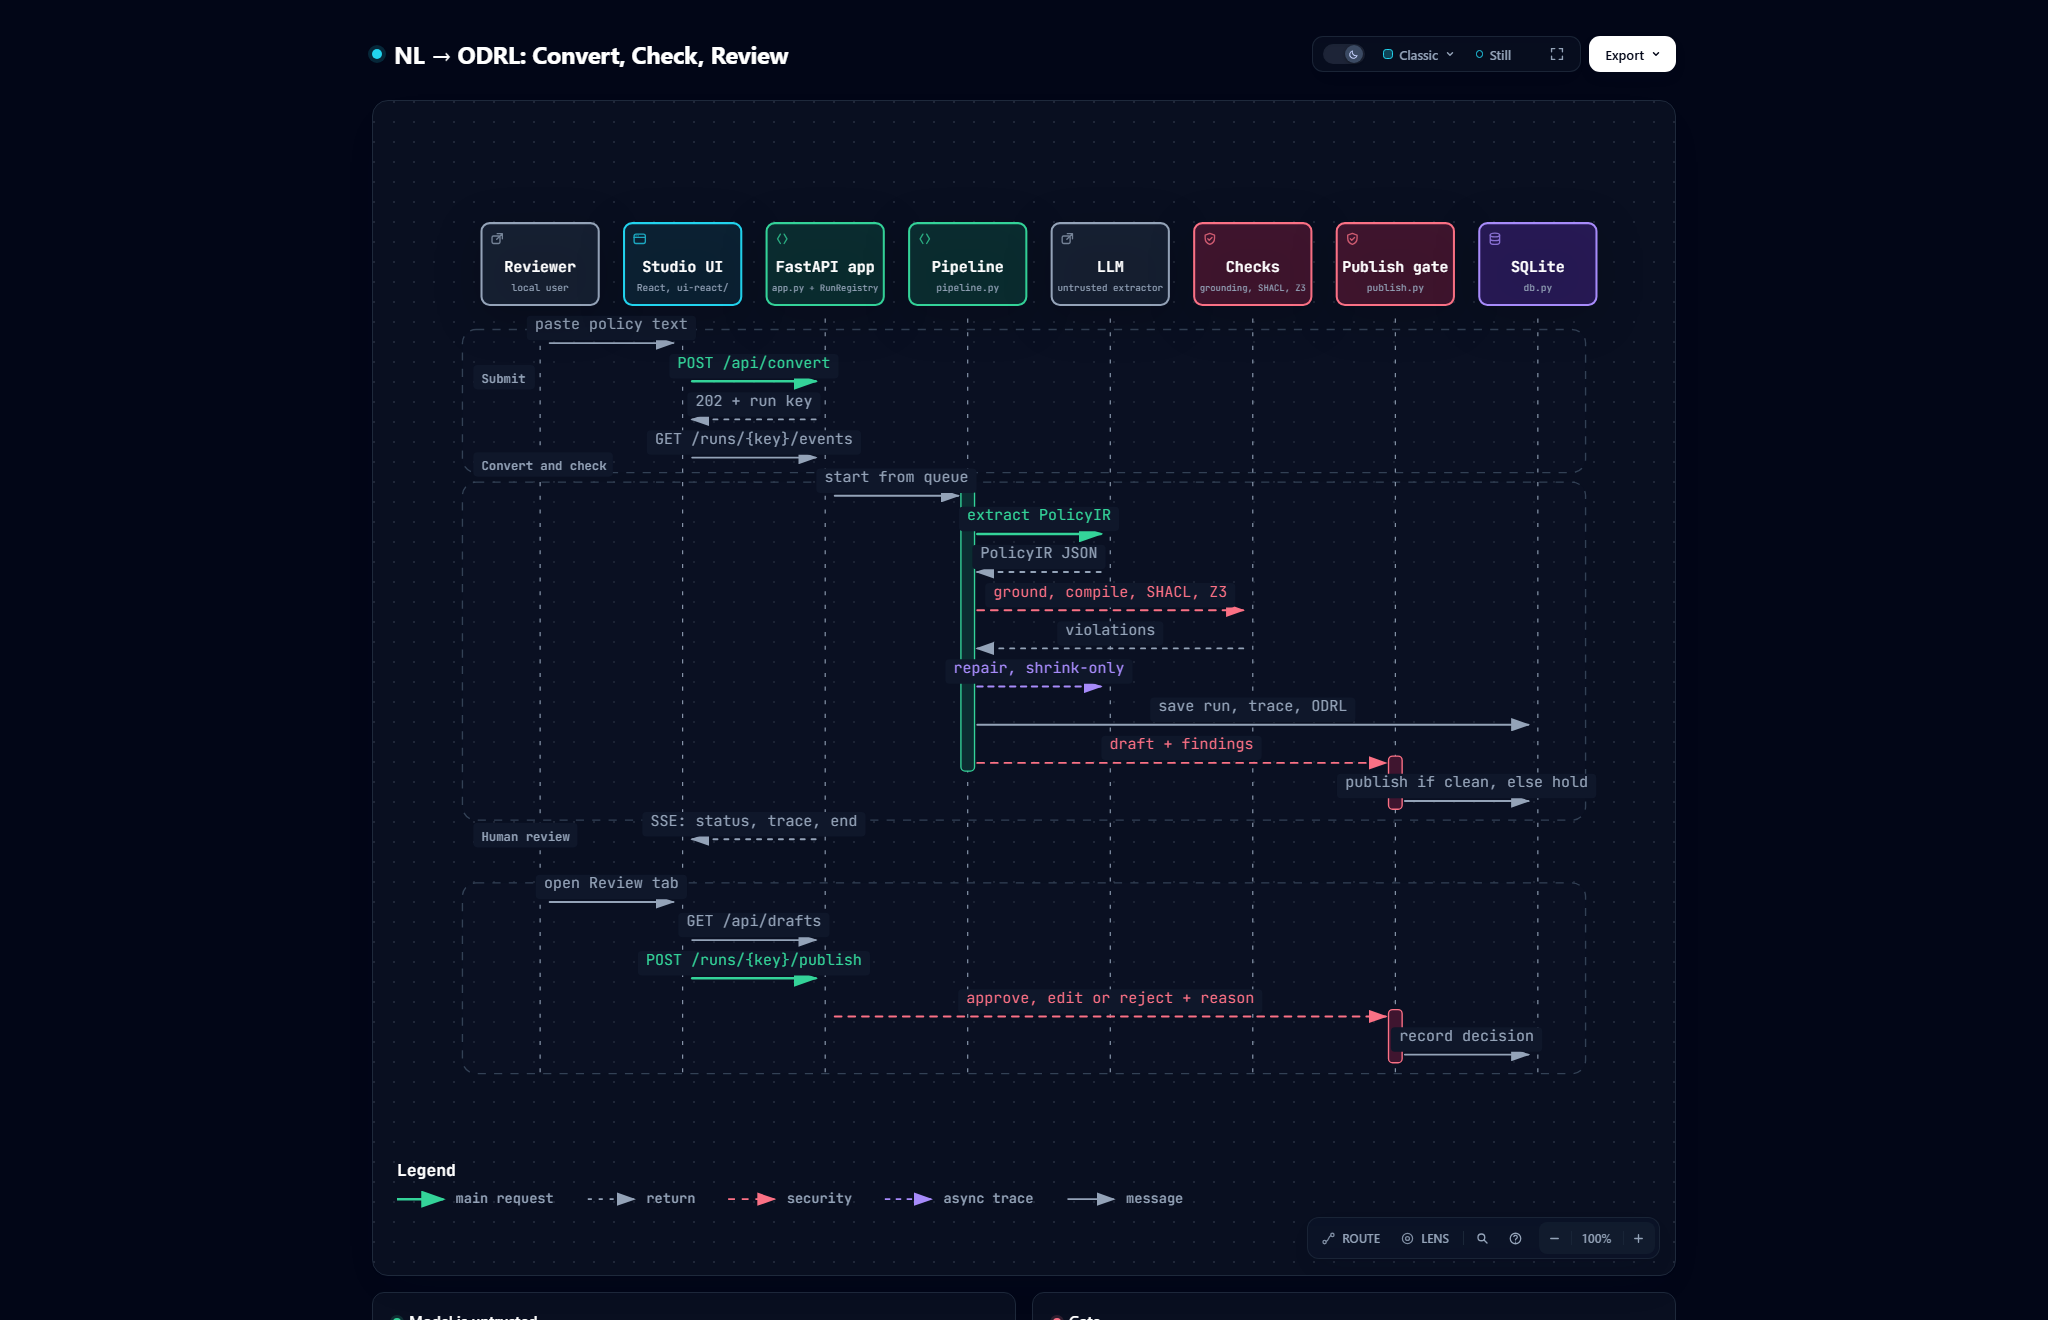 NL → ODRL: Convert, Check, Review
Classic
Still
Export
Reviewer
local user
Studio UI
React, ui-react/
FastAPI app
app.py + RunRegistry
Pipeline
pipeline.py
LLM
untrusted extractor
Checks
grounding, SHACL, Z3
Publish gate
publish.py
SQLite
db.py
paste policy text
POST /api/convert
Submit
202 + run key
GET /runs/{key}/events
Convert and check
start from queue
extract PolicyIR
PolicyIR JSON
ground, compile, SHACL, Z3
violations
repair, shrink-only
save run, trace, ODRL
draft + findings
publish if clean, else hold
SSE: status, trace, end
Human review
open Review tab
GET /api/drafts
POST /runs/{key}/publish
approve, edit or reject + reason
record decision
Legend
main request
return
security
async trace
message
ROUTE
LENS
100%
Model is untrusted